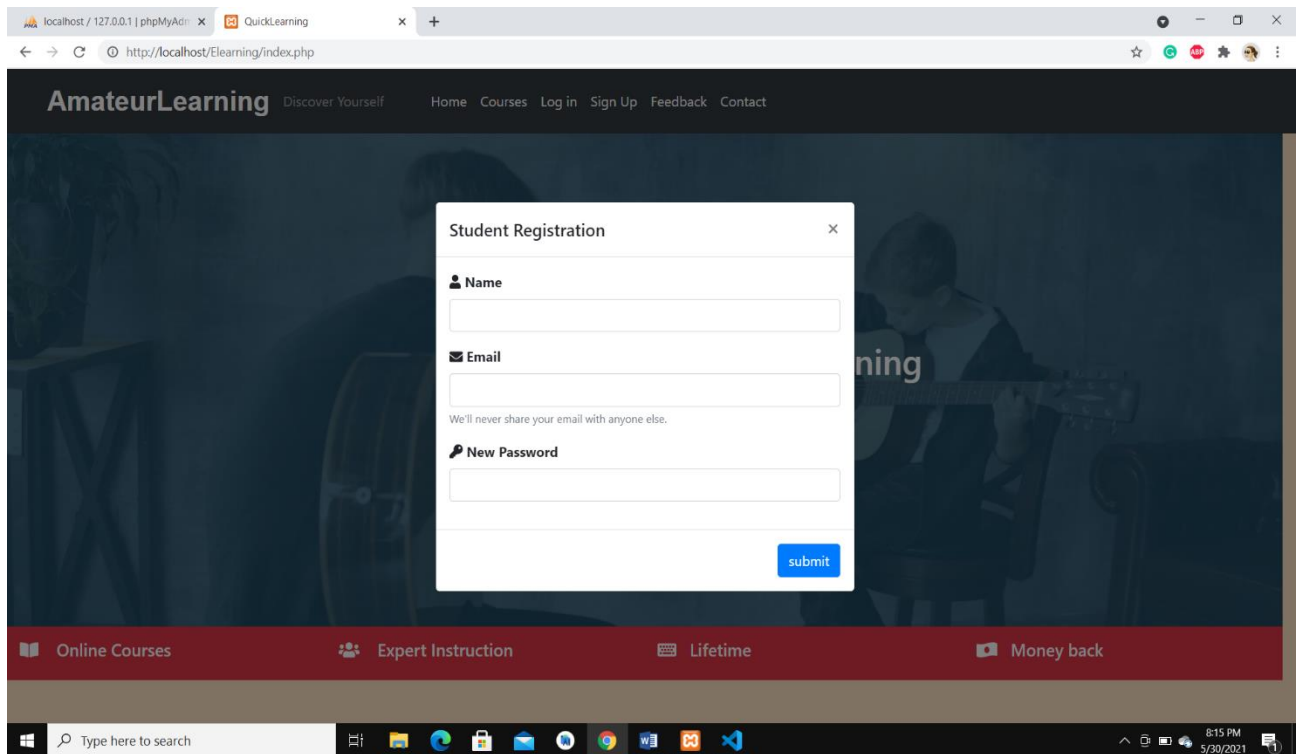 localhost / 127.0.0.1 | phpMyAdm
QuickLearning
http://localhost/Elearning/index.php
ABP
AmateurLearning Discover Yourself Home Courses Log in Sign Up Feedback Contact
Student Registration
Name
ning
Email
We'll never share your email with anyone else.
New Password
submit
Online Courses Expert Instruction Lifetime Money back
Type here to search
8:15 PM
5/30/2021